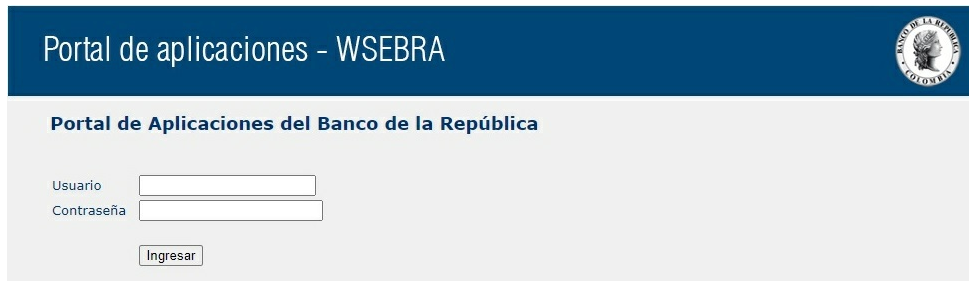 Portal de aplicaciones - WSEBRA
BANCO DE LA REPUBLICA
COLOMBIA
Portal de Aplicaciones del Banco de la República
Usuario
Contraseña
Ingresar